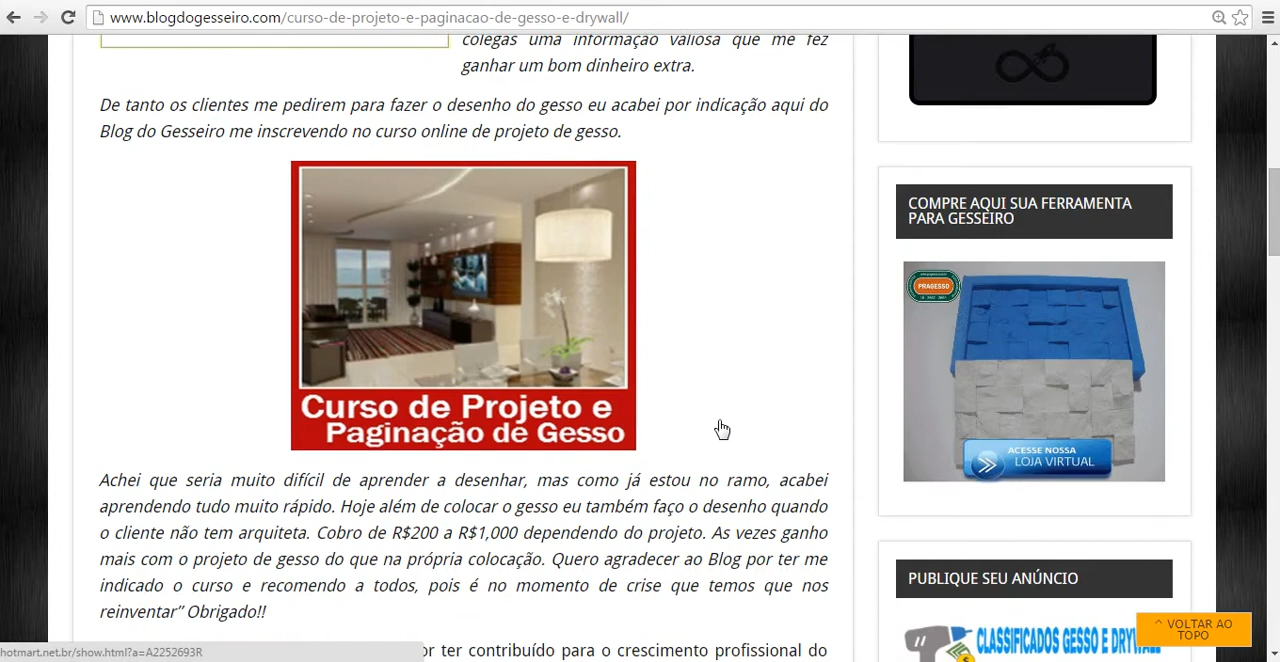 www.blogdogesseiro.com/curso-de-projeto-e-paginacao-de-gesso-e-drywall/
colegas uma informação valiosa que me fez
ganhar um bom dinheiro extra.
De tanto os clientes me pedirem para fazer o desenho do gesso eu acabei por indicação aqui do
Blog do Gesseiro me inscrevendo no curso online de projeto de gesso.
Curso de Projeto e
Paginação de Gesso
Achei que seria muito difícil de aprender a desenhar, mas como já estou no ramo, acabei
aprendendo tudo muito rápido. Hoje além de colocar o gesso eu também faço o desenho quando
o cliente não tem arquiteta. Cobro de R$200 a R$1,000 dependendo do projeto. As vezes ganho
mais com o projeto de gesso do que na própria colocação. Quero agradecer ao Blog por ter me
indicado o curso e recomendo a todos, pois é no momento de crise que temos que nos
reinventar” Obrigado!!
or ter contribuído para o crescimento profissional do
hotmart.net.br/show.html?a=A2252693R
COMPRE AQUI SUA FERRAMENTA
PARA GESSEIRO
PRAGESSO
ACESSE NOSSA
LOJA VIRTUAL
PUBLIQUE SEU ANÚNCIO
CLASSIFICADOS GESSO E DRYWALL
^ VOLTAR AO
TOPO